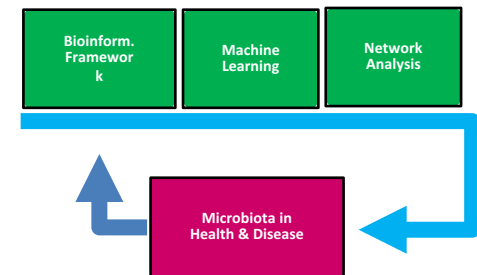 Bioinform.
Framewor
k
Machine
Learning
Network
Analysis
Microbiota in
Health & Disease